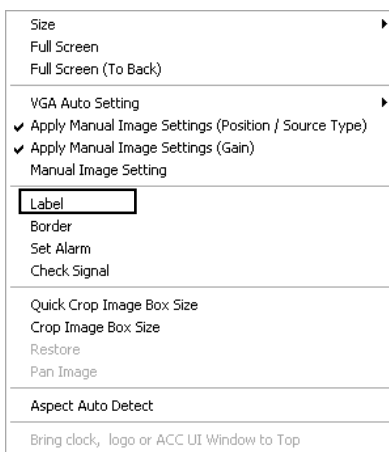 Size
Full Screen
Full Screen (To Back)
VGA Auto Setting
Apply Manual Image Settings (Position / Source Type)
Apply Manual Image Settings (Gain)
Manual Image Setting
Label
Border
Set Alarm
Check Signal
Quick Crop Image Box Size
Crop Image Box Size
Restore
Pan Image
Aspect Auto Detect
Bring clock, logo or ACC UI Window to Top